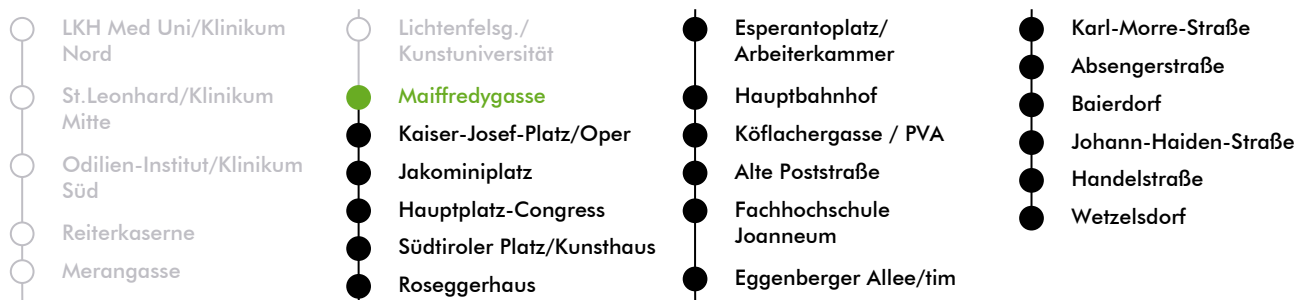 LKH Med Uni/Klinikum
Nord
St.Leonhard/Klinikum
Mitte
Odilien-Institut/Klinikum
Süd
Reiterkaserne
Merangasse
Lichtenfelsg./
Kunstuniversität
Maiffredygasse
Kaiser-Josef-Platz/Oper
Jakominiplatz
Hauptplatz-Congress
Südtiroler Platz/Kunsthaus
Roseggerhaus
Esperantoplatz/
Arbeiterkammer
Hauptbahnhof
Köflachergasse / PVA
Alte Poststraße
Fachhochschule
Joanneum
Eggenberger Allee/tim
Karl-Morre-Straße
Absengerstraße
Baierdorf
Johann-Haiden-Straße
Handelstraße
Wetzelsdorf